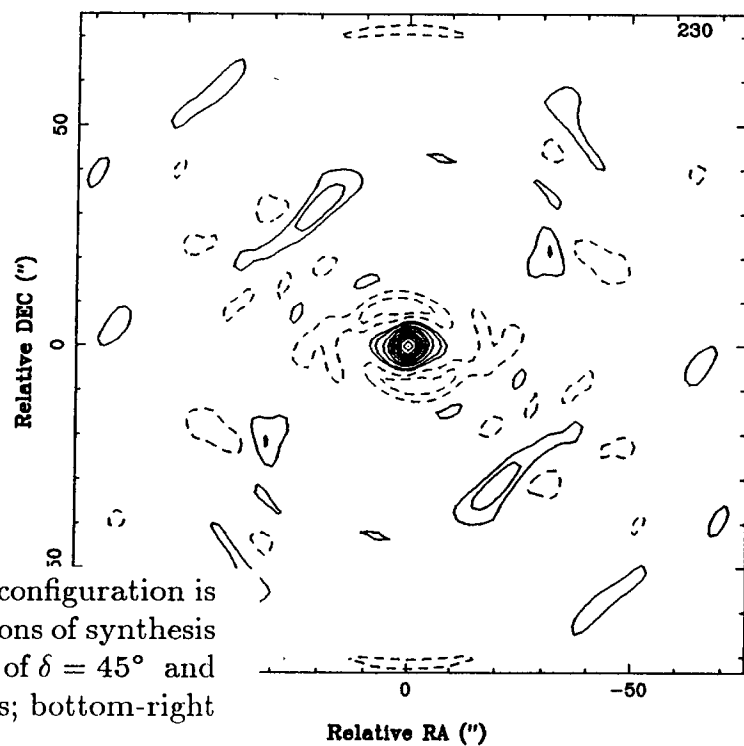 230
50
Relative DEC (")
0
50
configuration is
ons of synthesis
of δ = 45° and
s; bottom-right
0
-50
Relative RA (")